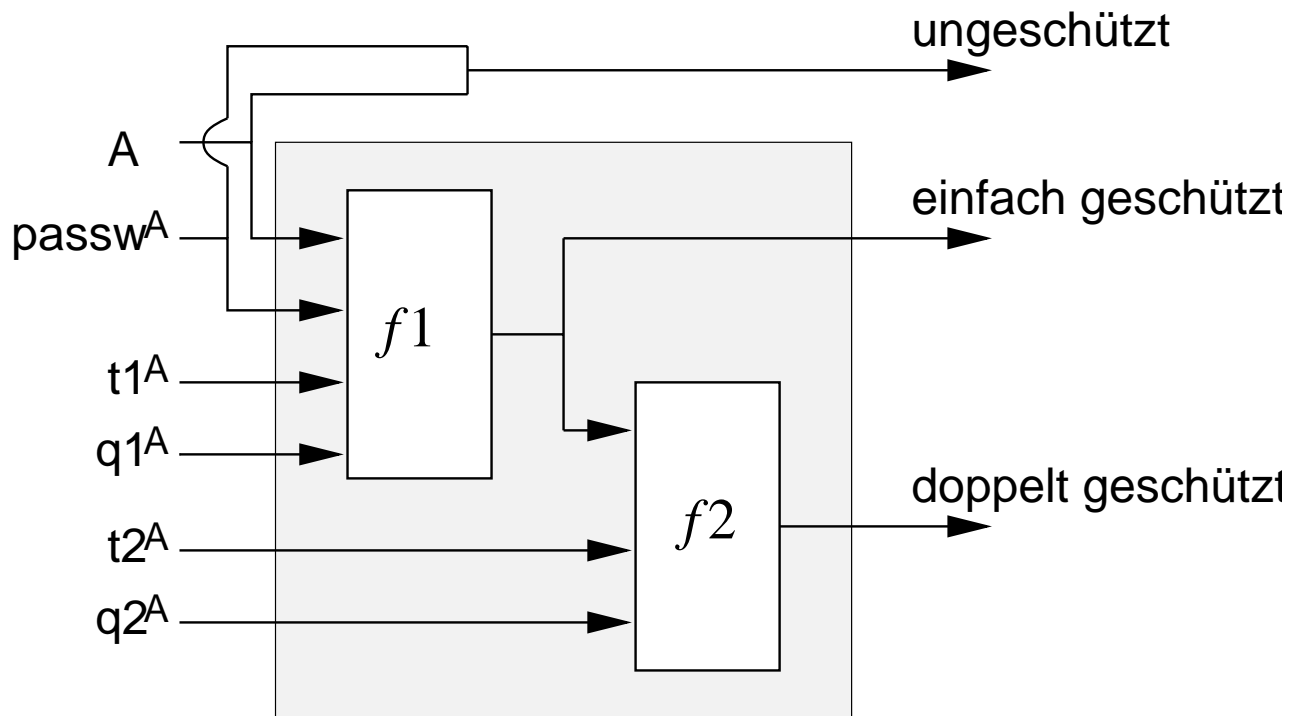 ungeschützt
A
einfach geschützt
passwA
f1
t1A
q1A
doppelt geschützt
t2A
f2
q2A